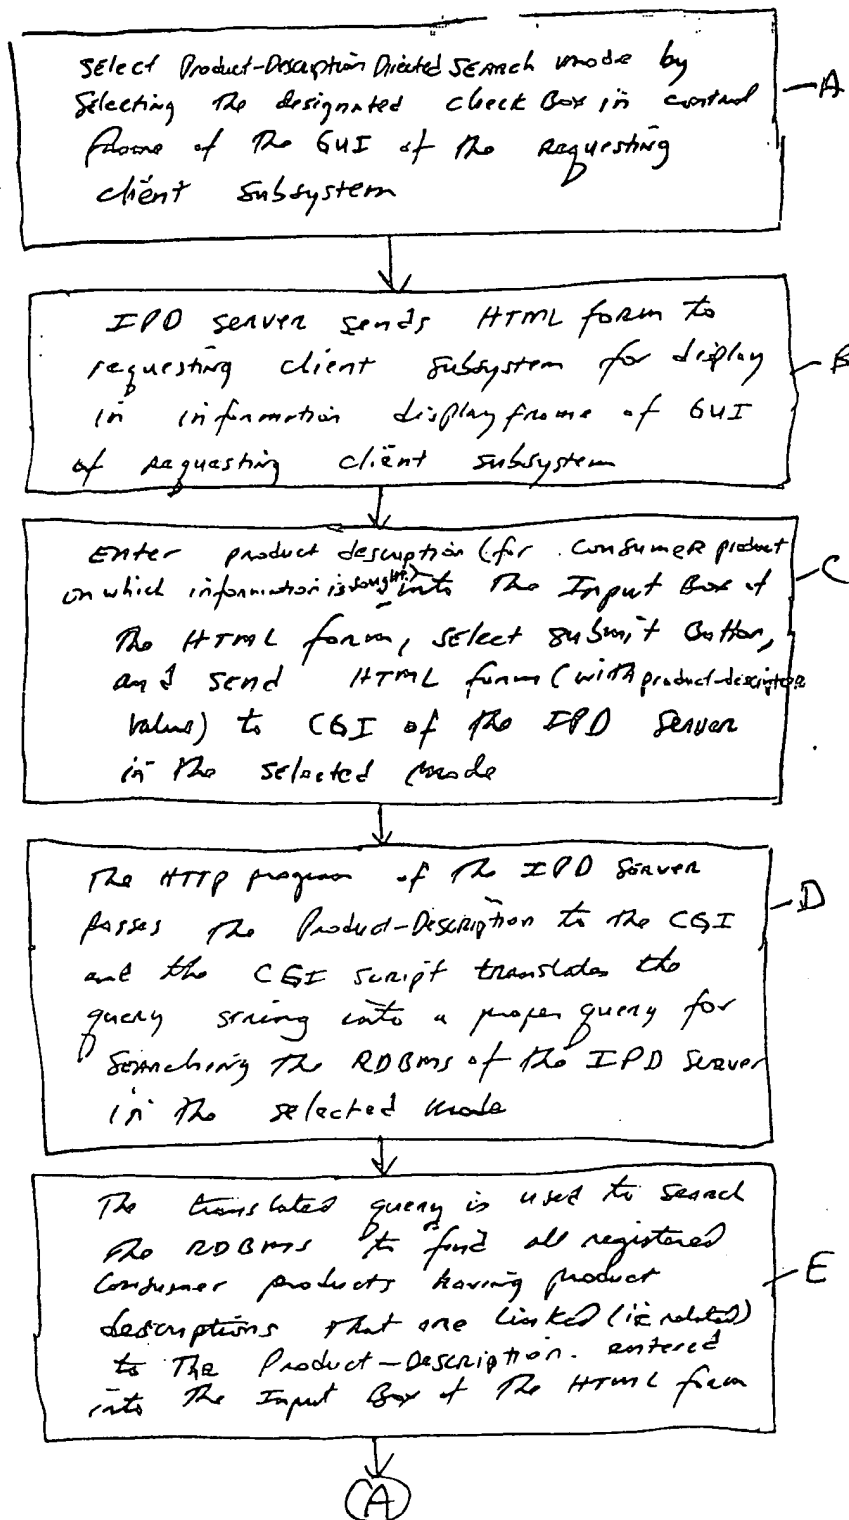 Select Product-Description Directed Search mode by
Selecting The designated check Box in control
frame of The GUI of The Requesting
client Subsystem
A
IPD Server sends HTML form to
requesting client subsystem for display
in information display frame of GUI
of requesting client subsystem
B
Enter product description (for consumer product
on which information is sought) into The Input Box of
The HTML form, select submit Button,
and send HTML form (with product-descriptor
value) to CGI of The IPD Server
in The selected mode
C
The HTTP program of The IPD Server
passes The Product-Description to the CGI
and the CGI script translates the
query string into a proper query for
Searching The RDBMS of the IPD Server
in The selected mode
D
The translated query is used to search
The RDBMS to find all registered
consumer products having product
descriptions that are linked (ie related)
to The Product-Description entered
into The Input Box of The HTML form
E
A